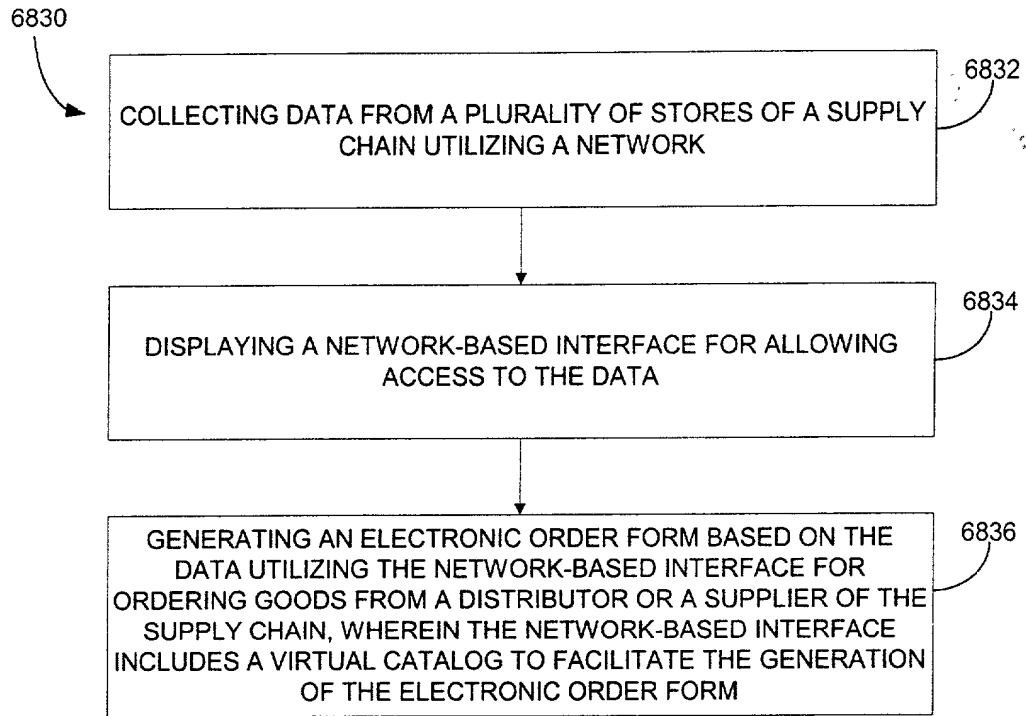 6830
6832
COLLECTING DATA FROM A PLURALITY OF STORES OF A SUPPLY
CHAIN UTILIZING A NETWORK
6834
DISPLAYING A NETWORK-BASED INTERFACE FOR ALLOWING
ACCESS TO THE DATA
6836
GENERATING AN ELECTRONIC ORDER FORM BASED ON THE
DATA UTILIZING THE NETWORK-BASED INTERFACE FOR
ORDERING GOODS FROM A DISTRIBUTOR OR A SUPPLIER OF THE
SUPPLY CHAIN, WHEREIN THE NETWORK-BASED INTERFACE
INCLUDES A VIRTUAL CATALOG TO FACILITATE THE GENERATION
OF THE ELECTRONIC ORDER FORM